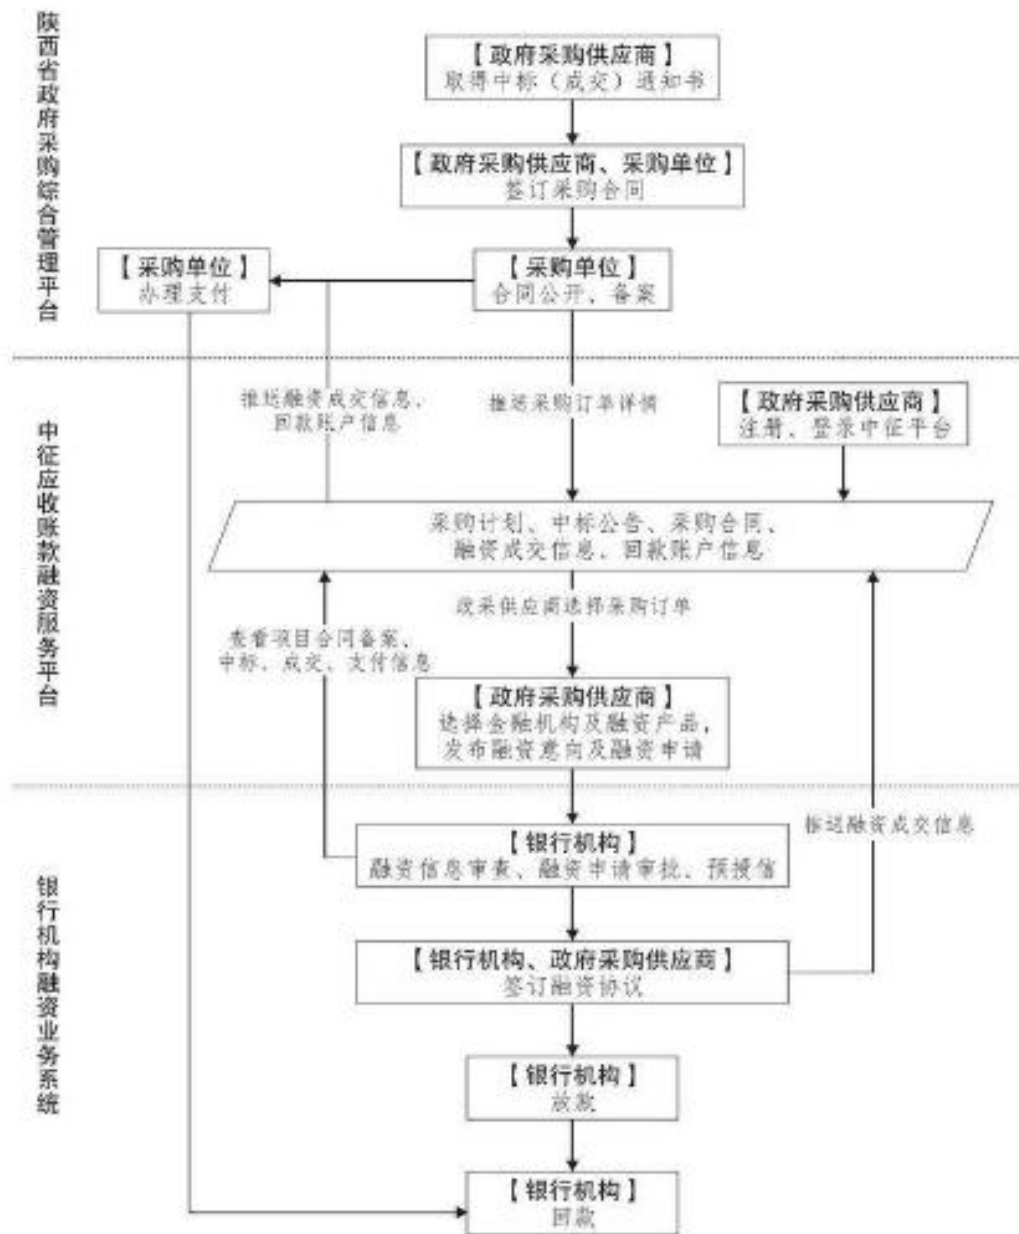 陕西省政府采购综合管理平台
【政府采购供应商】
取得中标（成交）通知书
【政府采购供应商、采购单位】
签订采购合同
【采购单位】
办理支付
【采购单位】
合同公开、备案
中征应收账款融资服务平台
推送融资成交信息、
回款账户信息
推送采购订单详情
【政府采购供应商】
注册、登录中征平台
采购计划、中标公告、采购合同、
融资成交信息、回款账户信息
政采供应商选择采购订单
查看项目合同备案、
中标、成交、支付信息
【政府采购供应商】
选择金融机构及融资产品，
发布融资意向及融资申请
银行机构融资业务系统
【银行机构】
融资信息审查、融资申请审批、预授信
推送融资成交信息
【银行机构、政府采购供应商】
签订融资协议
【银行机构】
放款
【银行机构】
回款